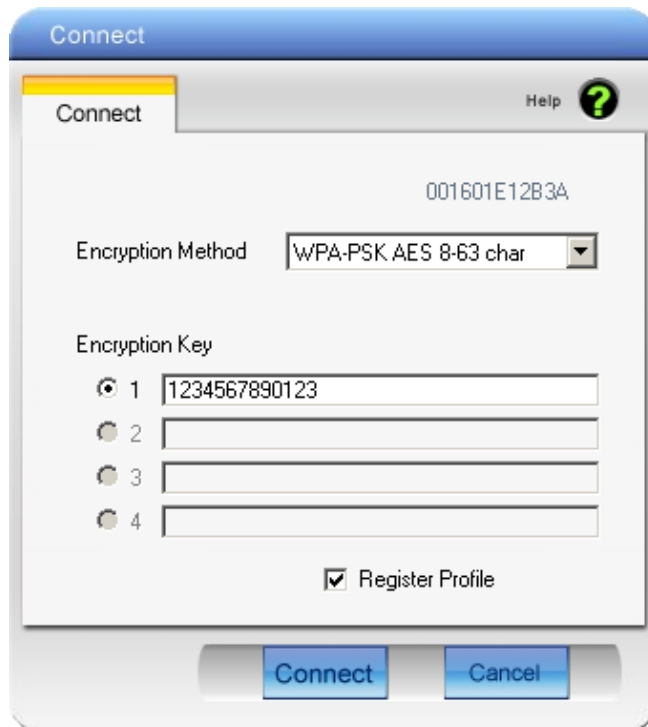 Connect
Connect
Help ?
001601E12B3A
Encryption Method WPA-PSK AES 8-63 char
Encryption Key
1 1234567890123
2
3
4
Register Profile
Connect Cancel